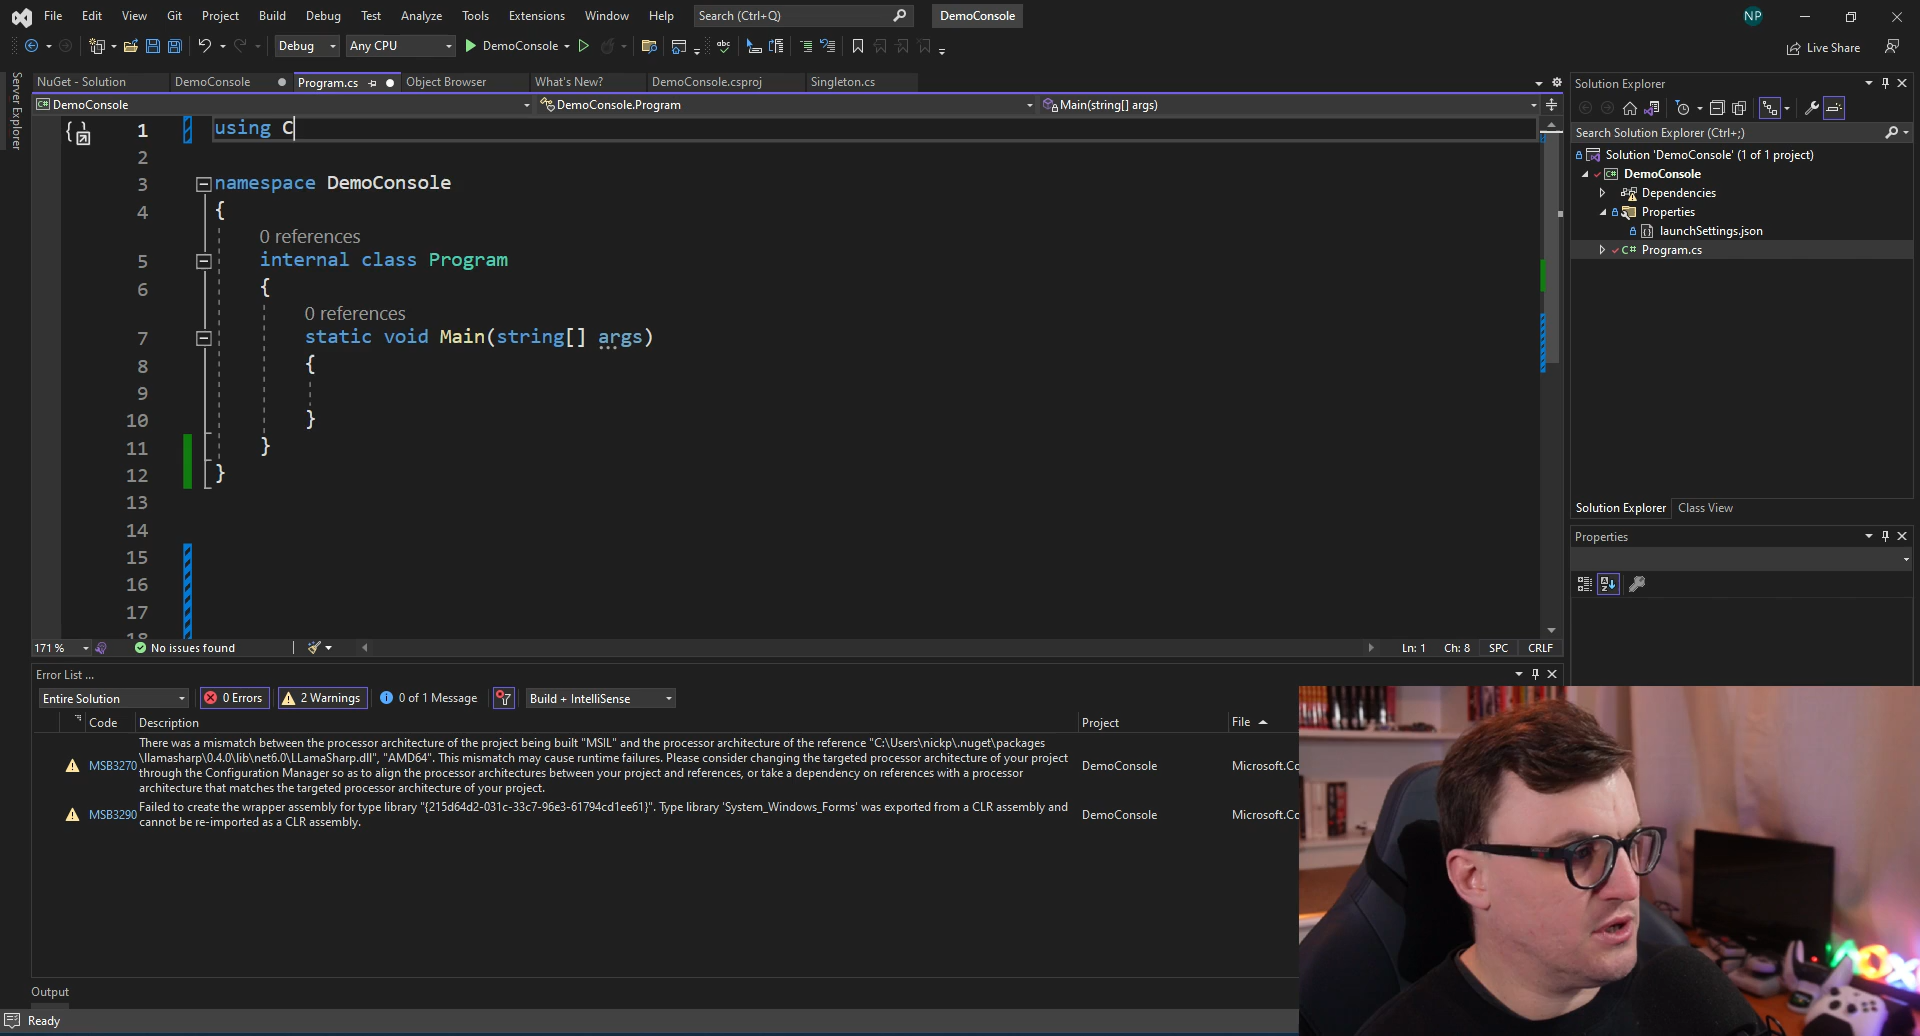 File Edit View Git Project Build Debug Test Analyze Tools Extensions Window Help Search (Ctrl+Q) DemoConsole NP
Debug Any CPU DemoConsole Live Share
Server Explorer
NuGet - Solution DemoConsole Program.cs Object Browser What's New? DemoConsole.csproj Singleton.cs
DemoConsole DemoConsole.Program Main(string[] args)
1 using C
2
3 namespace DemoConsole
4 {
0 references
5 internal class Program
6 {
0 references
7 static void Main(string[] args)
8 {
9
10 }
11 }
12 }
13
14
15
16
17
18
171 % No issues found Ln: 1 Ch: 8 SPC CRLF
Solution Explorer
Search Solution Explorer (Ctrl+;)
Solution 'DemoConsole' (1 of 1 project)
DemoConsole
Dependencies
Properties
launchSettings.json
C# Program.cs
Solution Explorer Class View
Properties
Error List ...
Entire Solution 0 Errors 2 Warnings 0 of 1 Message Build + IntelliSense
Code Description Project File
MSB3270 There was a mismatch between the processor architecture of the project being built "MSIL" and the processor architecture of the reference "C:\Users\nickp\.nuget\packages
\llamasharp\0.4.0\lib\net6.0\LLamaSharp.dll", "AMD64". This mismatch may cause runtime failures. Please consider changing the targeted processor architecture of your project
through the Configuration Manager so as to align the processor architectures between your project and references, or take a dependency on references with a processor
architecture that matches the targeted processor architecture of your project.
DemoConsole Microsoft.Co
MSB3290 Failed to create the wrapper assembly for type library "{215d64d2-031c-33c7-96e3-61794cd1ee61}". Type library 'System_Windows_Forms' was exported from a CLR assembly and
cannot be re-imported as a CLR assembly.
DemoConsole Microsoft.Co
Output
Ready